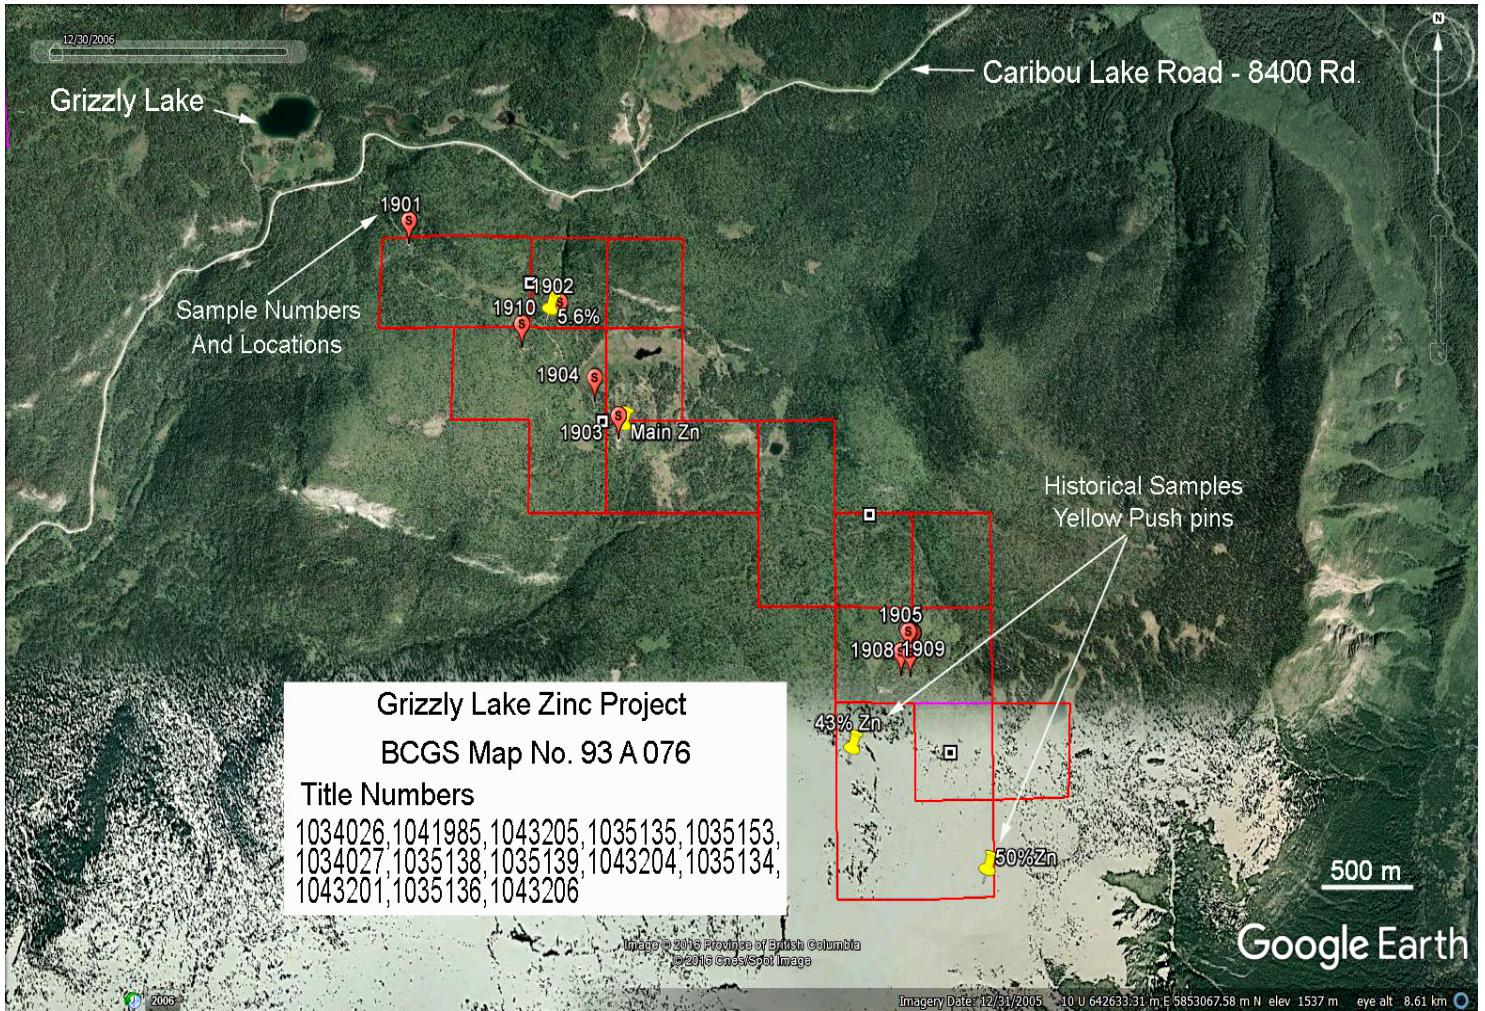 12/30/2006
N
Caribou Lake Road - 8400 Rd.
Grizzly Lake
1901
S
Sample Numbers
And Locations
1902
S
1910
5.6%
S
1904
S
S
1903
Main Zn
Historical Samples
Yellow Push pins
1905
S
1908
1909
S
43% Zn
50%Zn
Grizzly Lake Zinc Project
BCGS Map No. 93 A 076
Title Numbers
1034026,1041985,1043205,1035135,1035153,
1034027,1035138,1035139,1043204,1035134,
1043201,1035136,1043206
500 m
Google Earth
Image © 2016 Province of British Columbia
© 2016 Cnes/Spot Image
2006
Imagery Date: 12/31/2005 10 U 642633.31 m E 5853067.58 m N elev 1537 m eye alt 8.61 km